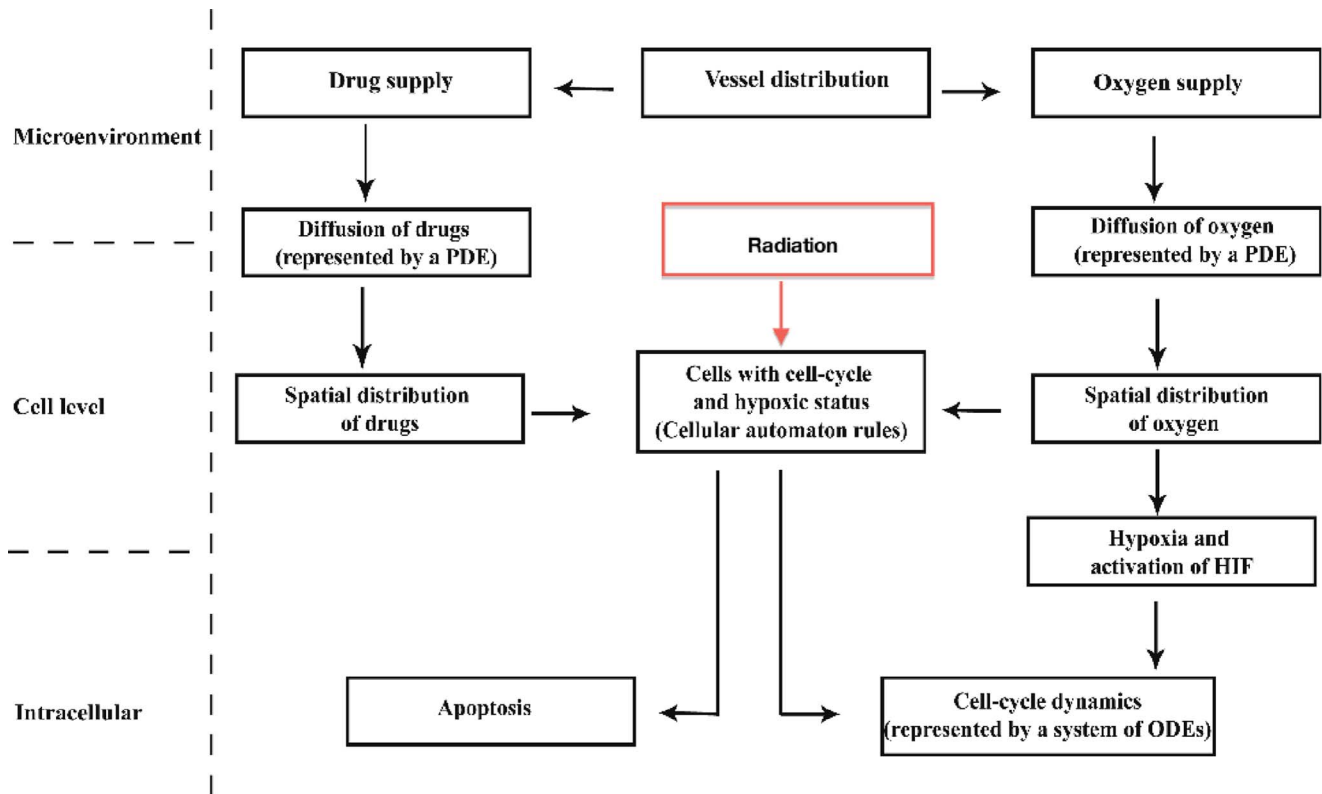 Drug supply
Vessel distribution
Oxygen supply
Microenvironment
Diffusion of drugs
(represented by a PDE)
Radiation
Diffusion of oxygen
(represented by a PDE)
Cell level
Spatial distribution
of drugs
Cells with cell-cycle
and hypoxic status
(Cellular automaton rules)
Spatial distribution
of oxygen
Hypoxia and
activation of HIF
Intracellular
Apoptosis
Cell-cycle dynamics
(represented by a system of ODEs)